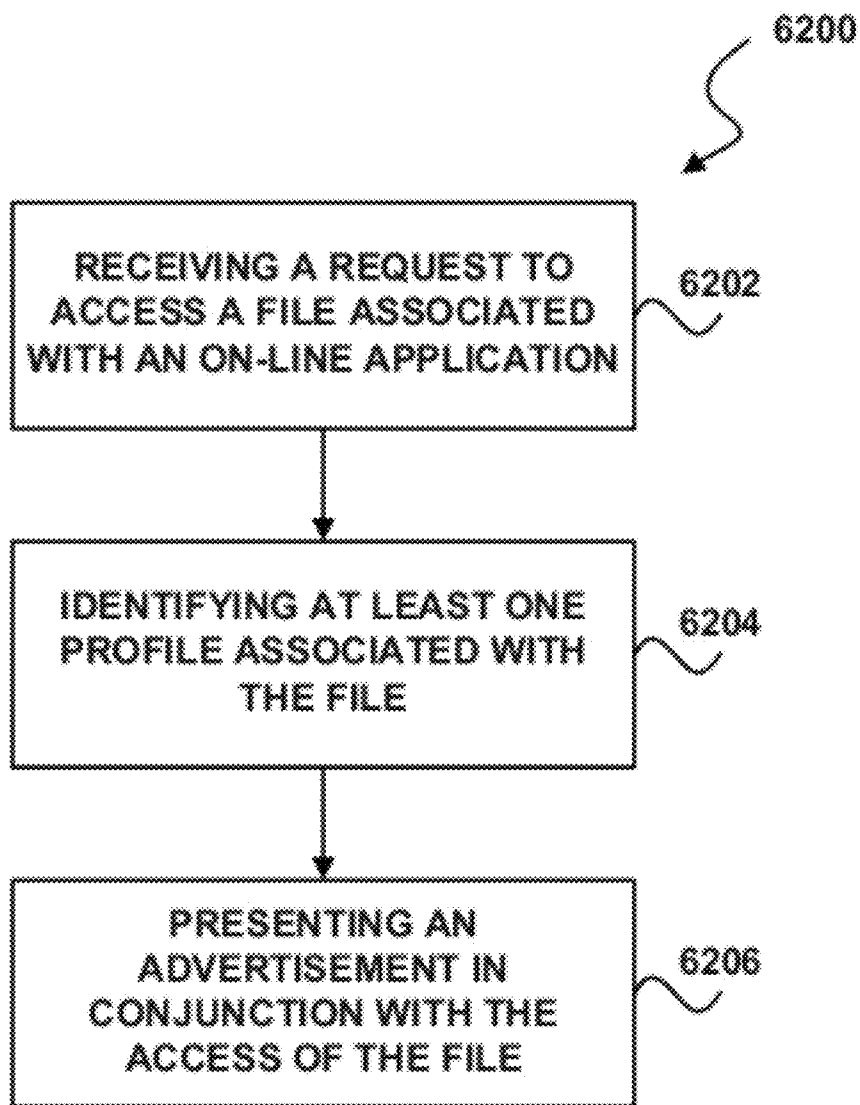 6200
RECEIVING A REQUEST TO
ACCESS A FILE ASSOCIATED
WITH AN ON-LINE APPLICATION
6202
IDENTIFYING AT LEAST ONE
PROFILE ASSOCIATED WITH
THE FILE
6204
PRESENTING AN
ADVERTISEMENT IN
CONJUNCTION WITH THE
ACCESS OF THE FILE
6206